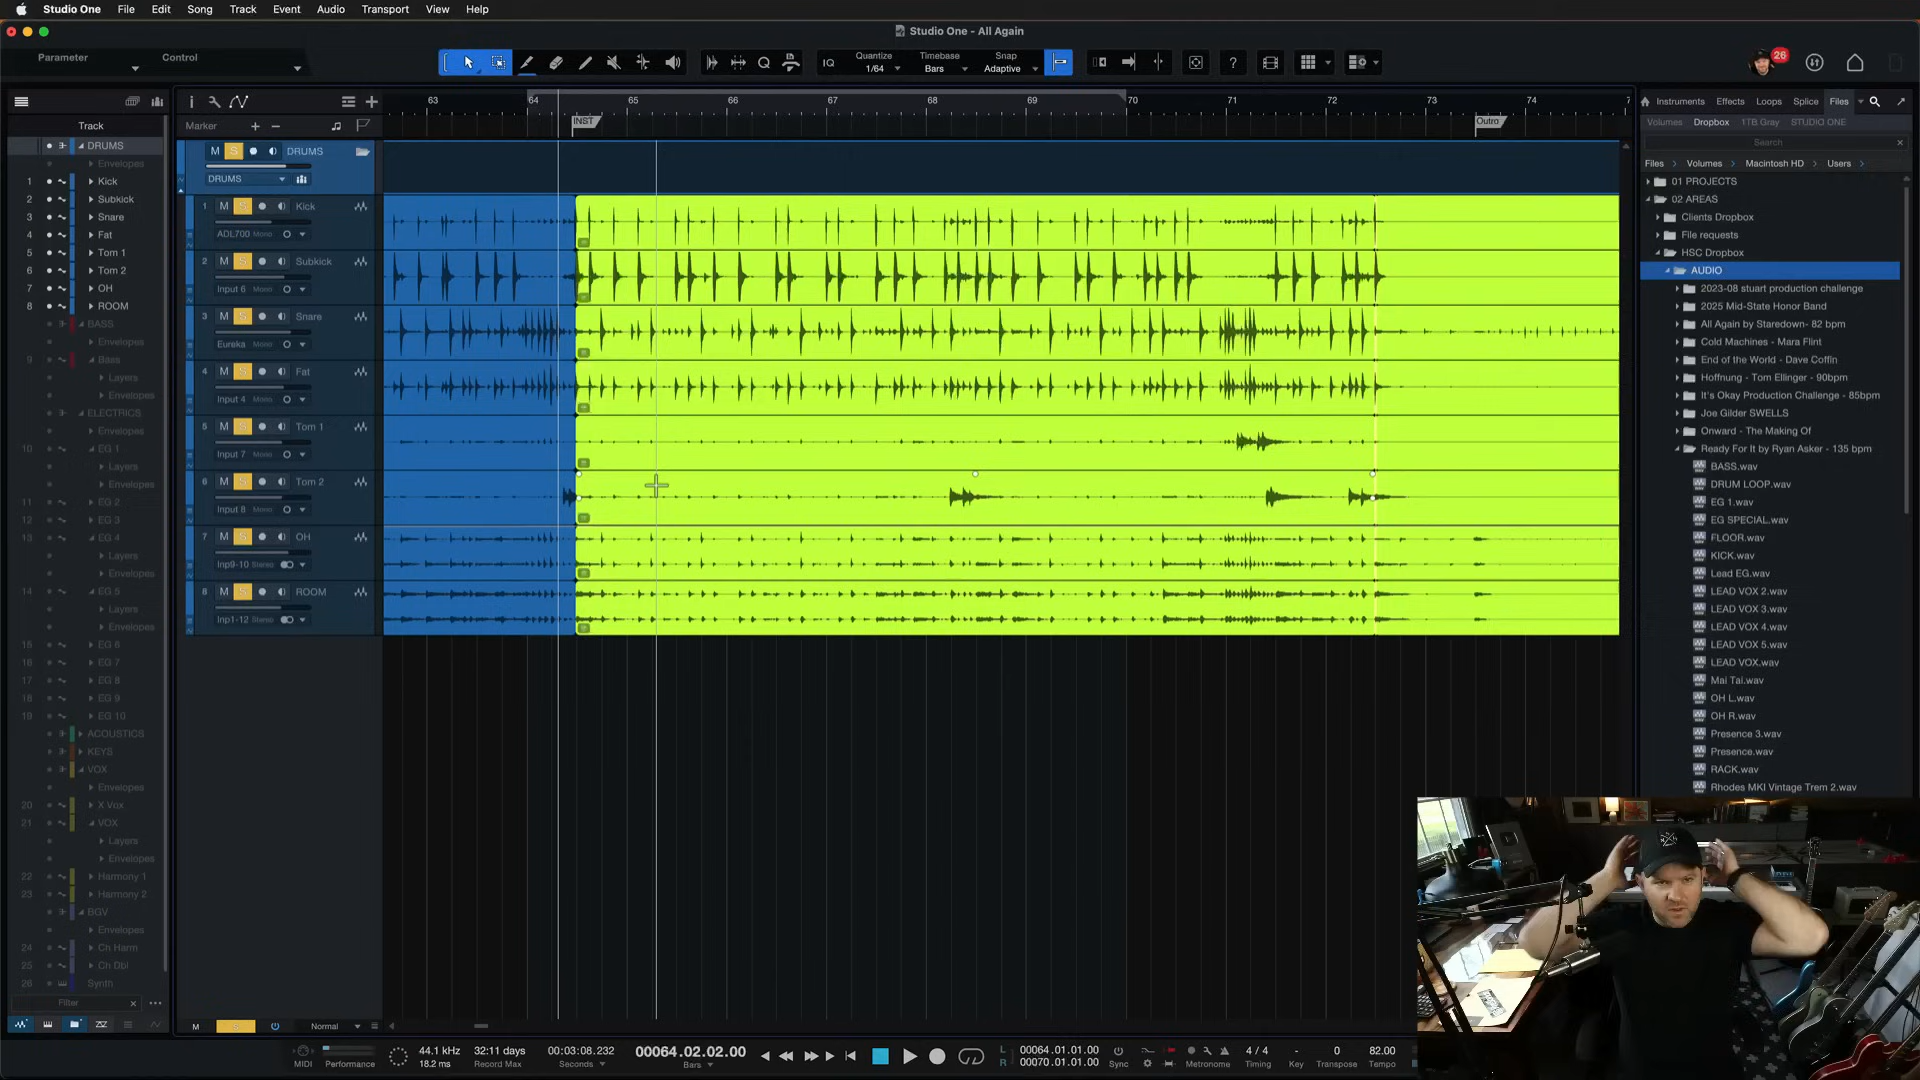 Studio One File Edit Song Track Event Audio Transport View Help
Studio One - All Again
Parameter
Control
IQ
Quantize
1/64
Timebase
Bars
Snap
Adaptive
?
26
Track
DRUMS
Envelopes
1 Kick
2 Subkick
3 Snare
4 Fat
5 Tom 1
6 Tom 2
7 OH
8 ROOM
BASS
Envelopes
9 Bass
Layers
Envelopes
ELECTRICS
Envelopes
10 EG 1
Layers
Envelopes
11 EG 2
12 EG 3
13 EG 4
Layers
Envelopes
14 EG 5
Layers
Envelopes
15 EG 6
16 EG 7
17 EG 8
18 EG 9
19 EG 10
ACOUSTICS
KEYS
VOX
Envelopes
20 X Vox
21 VOX
Layers
Envelopes
22 Harmony 1
23 Harmony 2
BGV
Envelopes
24 Ch Harm
25 Ch Dbl
26 Synth
Filter
Marker
63 64 65 66 67 68 69 70 71 72 73 74
INST
Outro
M S DRUMS
DRUMS
1 M S Kick
ADL700 Mono
2 M S Subkick
Input 6 Mono
3 M S Snare
Eureka Mono
4 M S Fat
Input 4 Mono
5 M S Tom 1
Input 7 Mono
6 M S Tom 2
Input 8 Mono
7 M S OH
Inp9-10 Stereo
8 M S ROOM
Inp1-12 Stereo
M S Normal
Instruments Effects Loops Splice Files
Volumes Dropbox 1TB Gray STUDIO ONE
Search
Files Volumes Macintosh HD Users
01 PROJECTS
02 AREAS
Clients Dropbox
File requests
HSC Dropbox
AUDIO
2023-08 stuart production challenge
2025 Mid-State Honor Band
All Again by Staredown- 82 bpm
Cold Machines - Mara Flint
End of the World - Dave Coffin
Hoffnung - Tom Ellinger - 90bpm
It's Okay Production Challenge - 85bpm
Joe Gilder SWELLS
Onward - The Making Of
Ready For It by Ryan Asker - 135 bpm
BASS.wav
DRUM LOOP.wav
EG 1.wav
EG SPECIAL.wav
FLOOR.wav
KICK.wav
Lead EG.wav
LEAD VOX 2.wav
LEAD VOX 3.wav
LEAD VOX 4.wav
LEAD VOX 5.wav
LEAD VOX.wav
Mai Tai.wav
OH L.wav
OH R.wav
Presence 3.wav
Presence.wav
RACK.wav
Rhodes MKI Vintage Trem 2.wav
MIDI
Performance
44.1 kHz
18.2 ms
32:11 days
Record Max
00:03:08.232
Seconds
00064.02.02.00
Bars
L 00064.01.01.00
R 00070.01.01.00
Sync
Metronome
4 / 4
Timing
-
Key
0
Transpose
82.00
Tempo